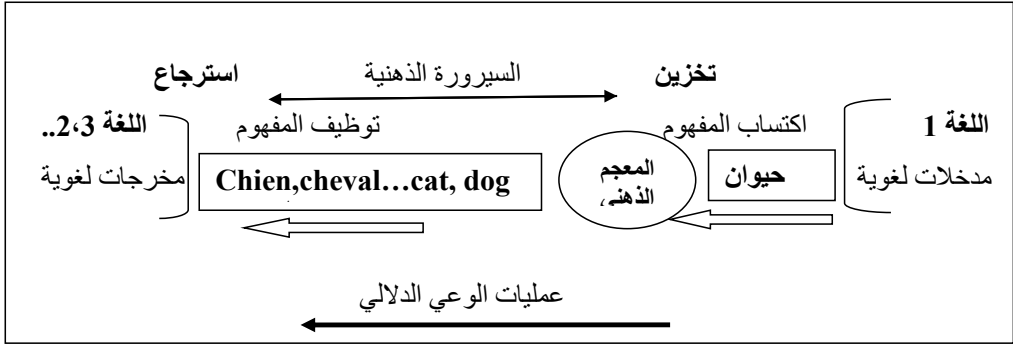 تخزين السيرورة الذهنية استرجاع
اللغة 1 اكتساب المفهوم توظيف المفهوم اللغة 2،3..
مدخلات لغوية حيوان المعجم الذهني Chien,cheval…cat, dog مخرجات لغوية
عمليات الوعي الدلالي